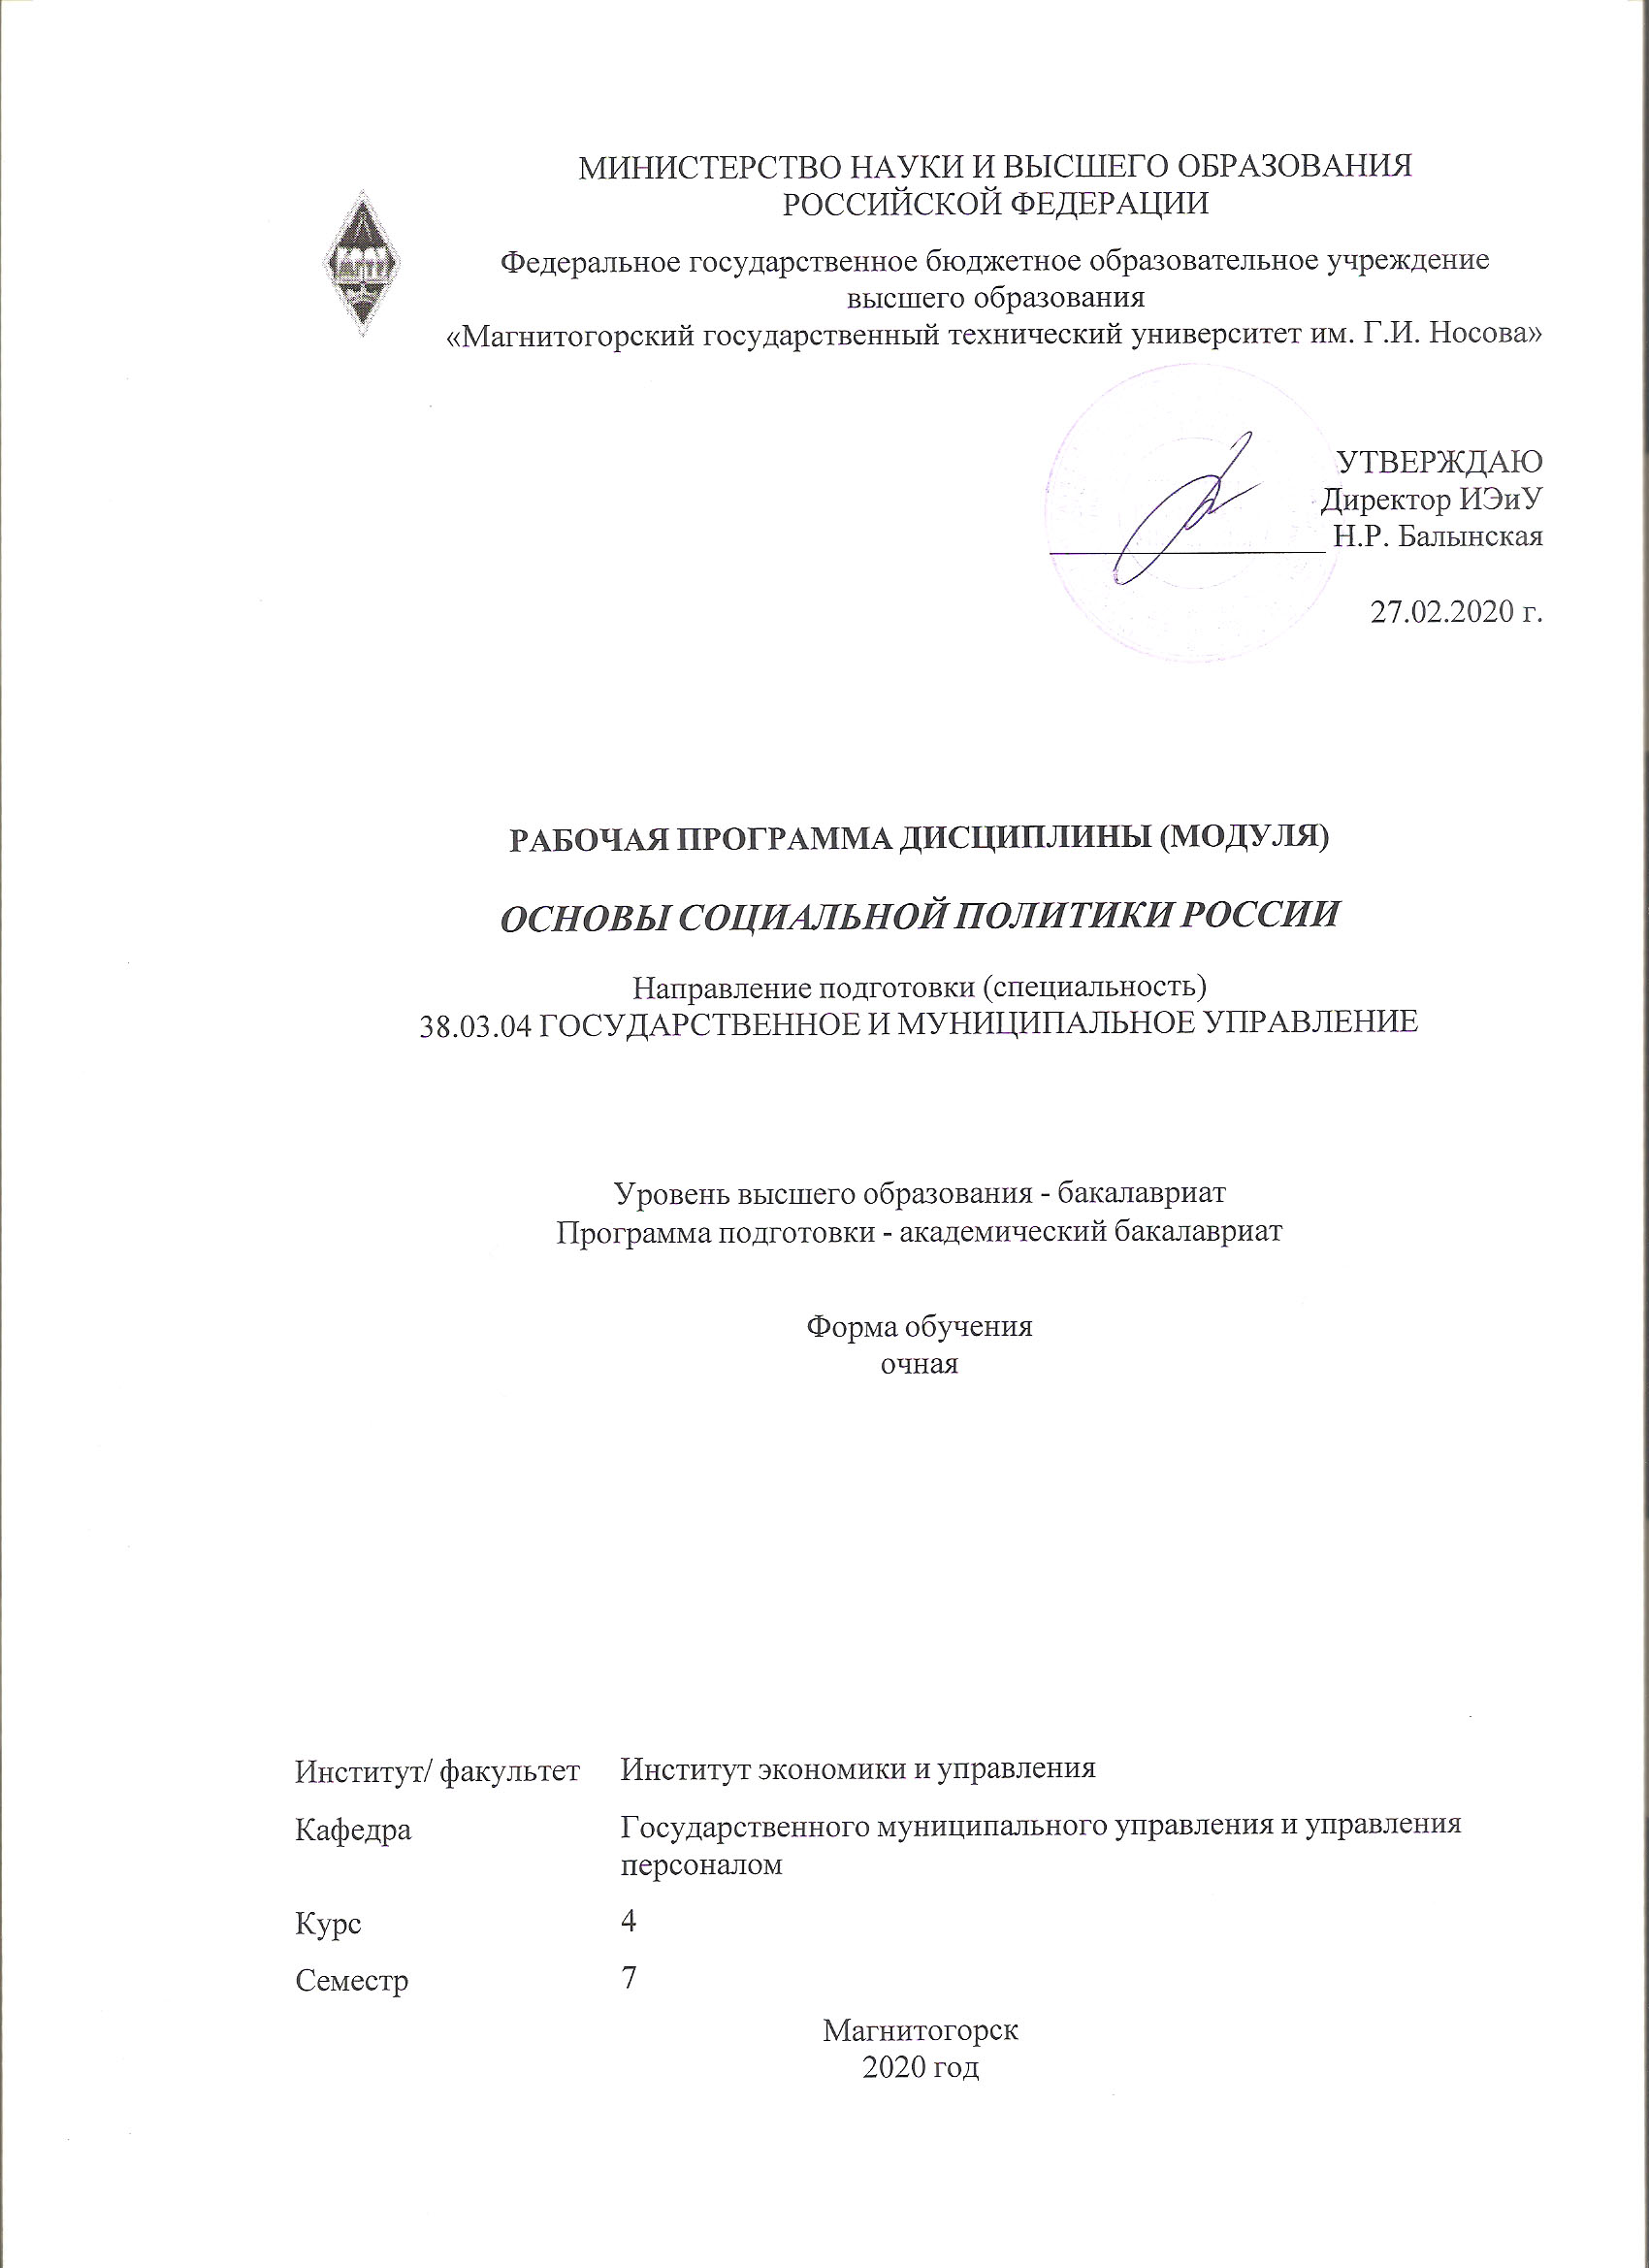 МИНИСТЕРСТВО НАУКИ И ВЫСШЕГО ОБРАЗОВАНИЯ
РОССИЙСКОЙ ФЕДЕРАЦИИ
Федеральное государственное бюджетное образовательное учреждение
высшего образования
«Магнитогорский государственный технический университет им. Г.И. Носова»
УТВЕРЖДАЮ
Директор ИЭиУ
Н.Р. Балынская
27.02.2020 г.
РАБОЧАЯ ПРОГРАММА ДИСЦИПЛИНЫ (МОДУЛЯ)
ОСНОВЫ СОЦИАЛЬНОЙ ПОЛИТИКИ РОССИИ
Направление подготовки (специальность)
38.03.04 ГОСУДАРСТВЕННОЕ И МУНИЦИПАЛЬНОЕ УПРАВЛЕНИЕ
Уровень высшего образования - бакалавриат
Программа подготовки - академический бакалавриат
Форма обучения
очная
Институт/ факультет Институт экономики и управления
Кафедра Государственного муниципального управления и управления
персоналом
Курс 4
Семестр 7
Магнитогорск
2020 год